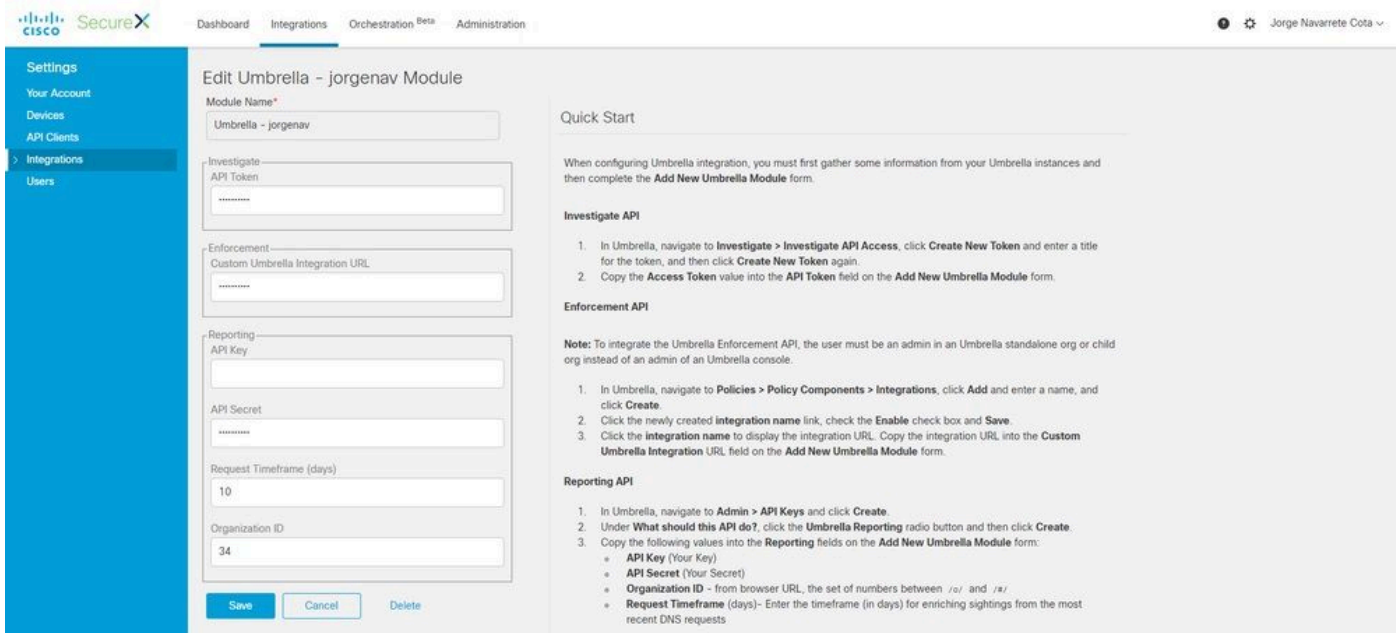 CISCO SecureX Dashboard Integrations Orchestration Beta Administration ? Jorge Navarrete Cota
Settings
Your Account
Devices
API Clients
Integrations
Users
Edit Umbrella - jorgenav Module
Module Name*
Umbrella - jorgenav
Investigate
API Token
••••••••••
Enforcement
Custom Umbrella Integration URL
••••••••••
Reporting
API Key
API Secret
••••••••••
Request Timeframe (days)
10
Organization ID
34
Save Cancel Delete
Quick Start
When configuring Umbrella integration, you must first gather some information from your Umbrella instances and
then complete the Add New Umbrella Module form.
Investigate API
1. In Umbrella, navigate to Investigate > Investigate API Access, click Create New Token and enter a title
for the token, and then click Create New Token again.
2. Copy the Access Token value into the API Token field on the Add New Umbrella Module form.
Enforcement API
Note: To integrate the Umbrella Enforcement API, the user must be an admin in an Umbrella standalone org or child
org instead of an admin of an Umbrella console.
1. In Umbrella, navigate to Policies > Policy Components > Integrations, click Add and enter a name, and
click Create.
2. Click the newly created integration name link, check the Enable check box and Save.
3. Click the integration name to display the integration URL. Copy the integration URL into the Custom
Umbrella Integration URL field on the Add New Umbrella Module form.
Reporting API
1. In Umbrella, navigate to Admin > API Keys and click Create.
2. Under What should this API do?, click the Umbrella Reporting radio button and then click Create.
3. Copy the following values into the Reporting fields on the Add New Umbrella Module form:
API Key (Your Key)
API Secret (Your Secret)
Organization ID - from browser URL, the set of numbers between /o/ and /#/
Request Timeframe (days)- Enter the timeframe (in days) for enriching sightings from the most
recent DNS requests